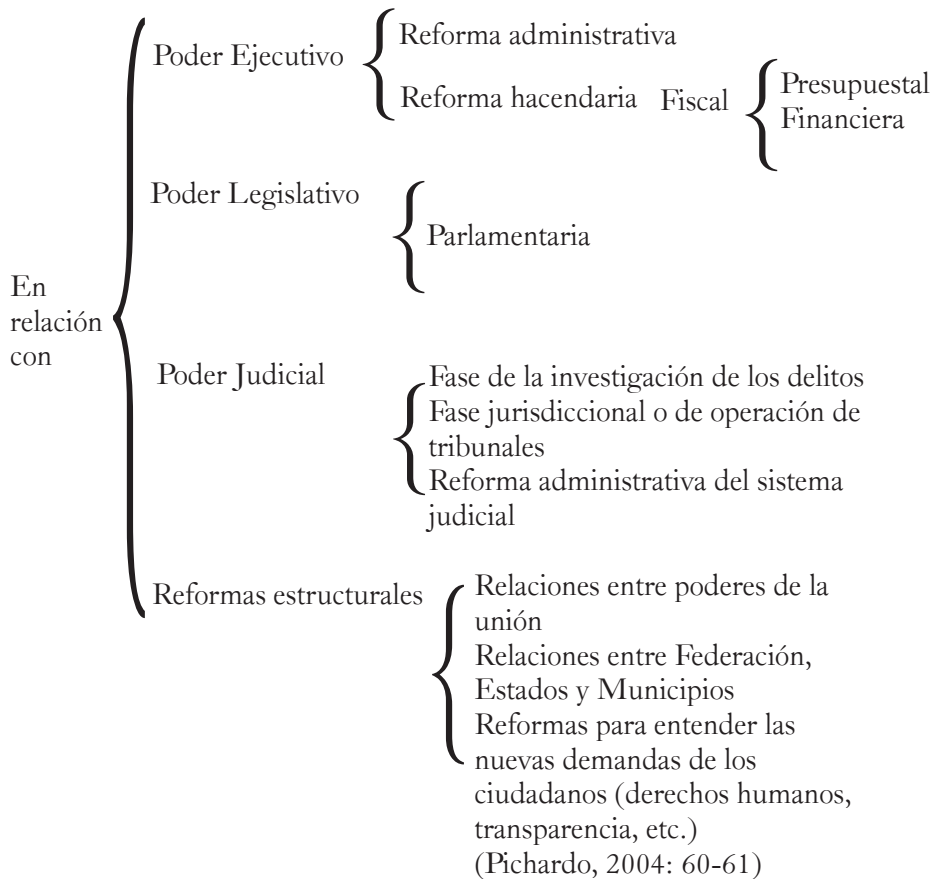 En
relación
con
Poder Ejecutivo
Reforma administrativa
Reforma hacendaria
Fiscal
Presupuestal
Financiera
Poder Legislativo
Parlamentaria
Poder Judicial
Fase de la investigación de los delitos
Fase jurisdiccional o de operación de
tribunales
Reforma administrativa del sistema
judicial
Reformas estructurales
Relaciones entre poderes de la
unión
Relaciones entre Federación,
Estados y Municipios
Reformas para entender las
nuevas demandas de los
ciudadanos (derechos humanos,
transparencia, etc.)
(Pichardo, 2004: 60-61)